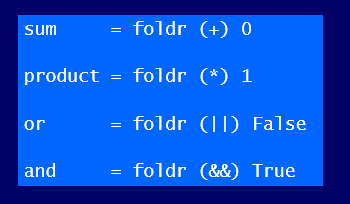 sum     = foldr (+) 0
product = foldr (*) 1
or      = foldr (||) False
and     = foldr (&&) True